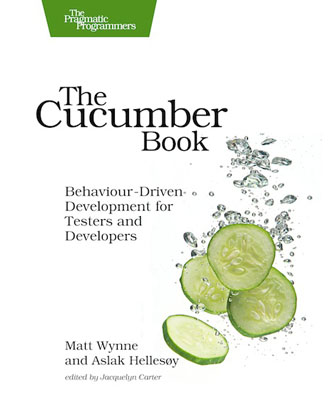 The
Pragmatic
Programmers
The
Cucumber
Book
Behaviour-Driven
Development for
Testers and
Developers
Matt Wynne
and Aslak Hellesøy
edited by Jacquelyn Carter